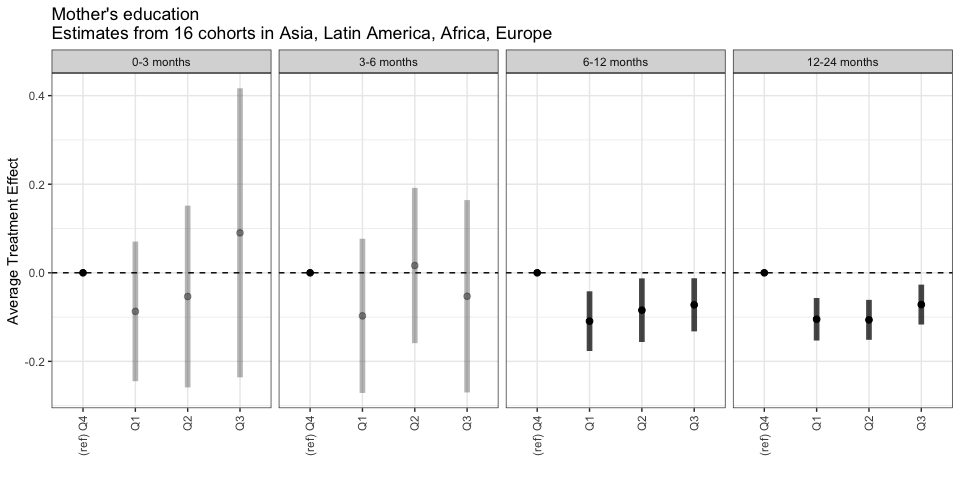 Mother's education
Estimates from 16 cohorts in Asia, Latin America, Africa, Europe
0-3 months
3-6 months
6-12 months
12-24 months
Average Treatment Effect
0.4
0.2
0.0
-0.2
(ref) Q4
Q1
Q2
Q3
(ref) Q4
Q1
Q2
Q3
(ref) Q4
Q1
Q2
Q3
(ref) Q4
Q1
Q2
Q3